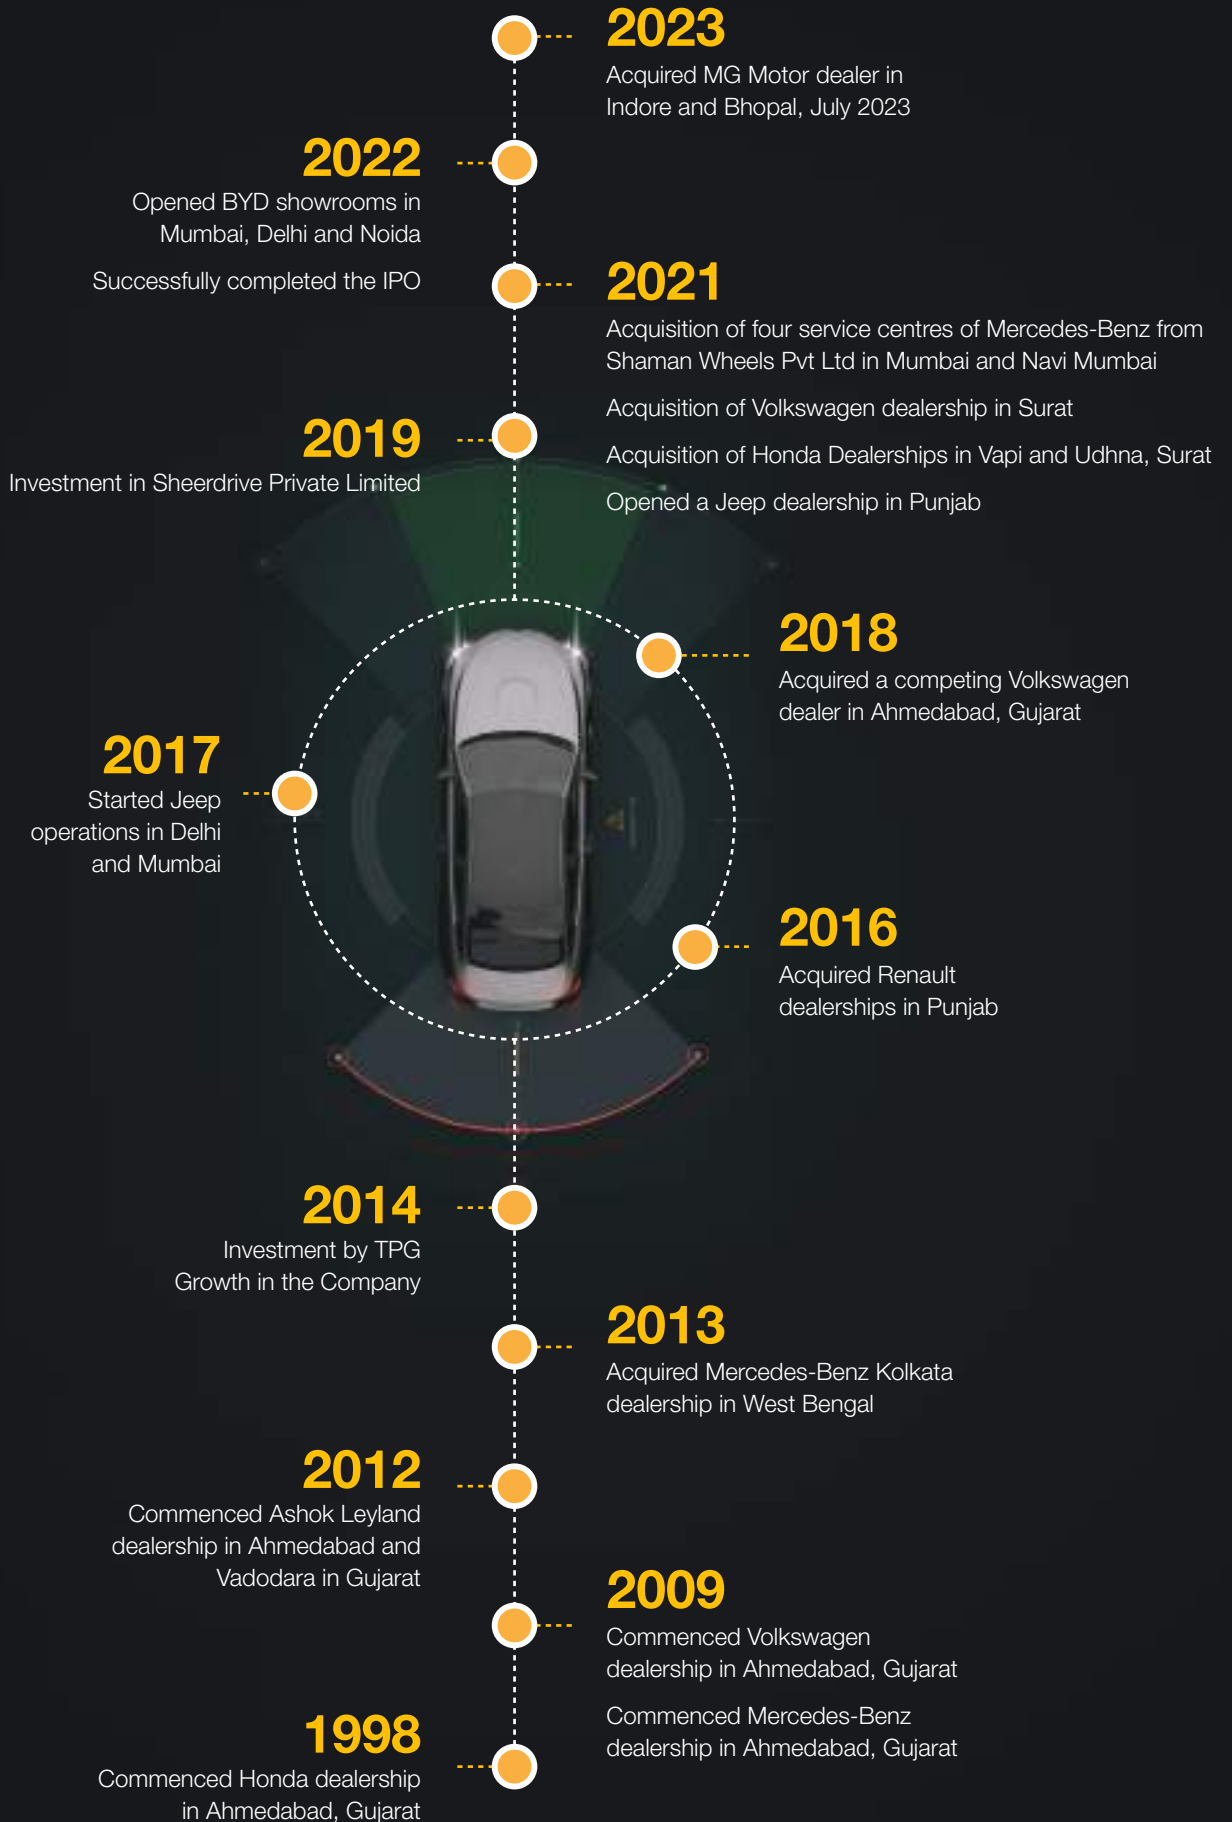 2023
Acquired MG Motor dealer in
Indore and Bhopal, July 2023
2022
Opened BYD showrooms in
Mumbai, Delhi and Noida
Successfully completed the IPO
2021
Acquisition of four service centres of Mercedes-Benz from
Shaman Wheels Pvt Ltd in Mumbai and Navi Mumbai
Acquisition of Volkswagen dealership in Surat
Acquisition of Honda Dealerships in Vapi and Udhna, Surat
Opened a Jeep dealership in Punjab
2019
Investment in Sheerdrive Private Limited
2018
Acquired a competing Volkswagen
dealer in Ahmedabad, Gujarat
2017
Started Jeep
operations in Delhi
and Mumbai
2016
Acquired Renault
dealerships in Punjab
2014
Investment by TPG
Growth in the Company
2013
Acquired Mercedes-Benz Kolkata
dealership in West Bengal
2012
Commenced Ashok Leyland
dealership in Ahmedabad and
Vadodara in Gujarat
2009
Commenced Volkswagen
dealership in Ahmedabad, Gujarat
Commenced Mercedes-Benz
dealership in Ahmedabad, Gujarat
1998
Commenced Honda dealership
in Ahmedabad, Gujarat